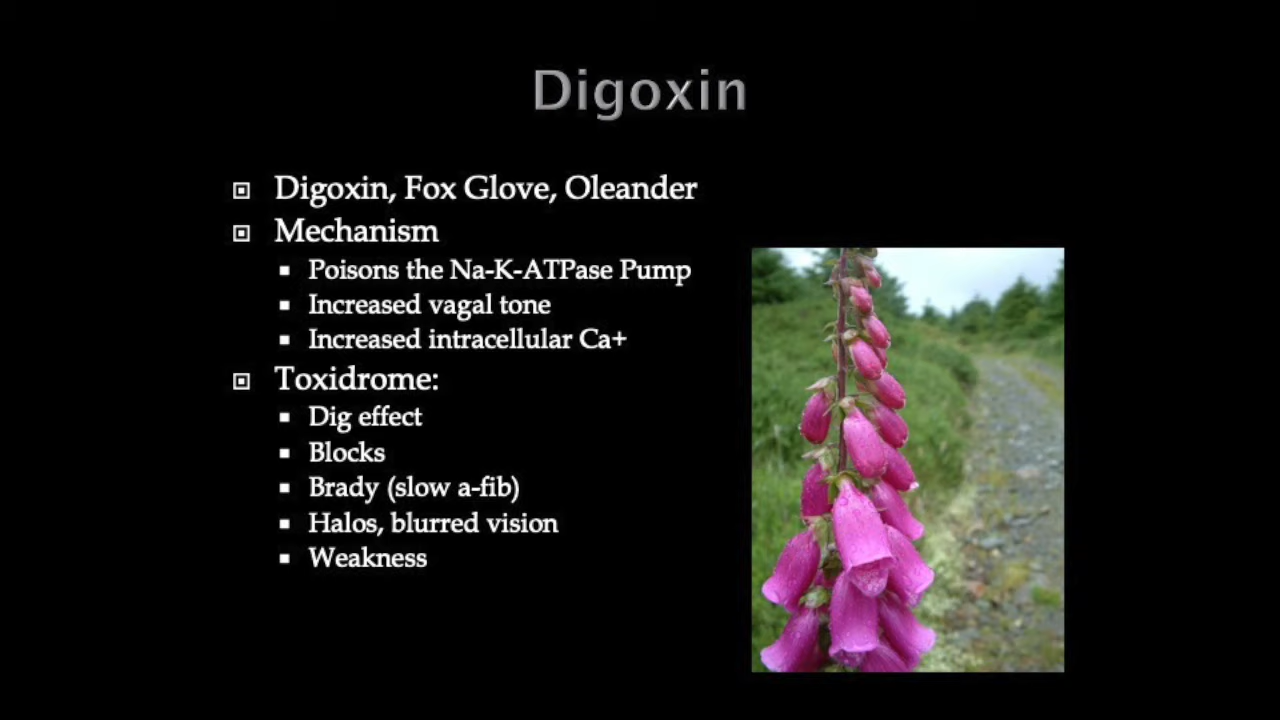 Digoxin
Digoxin, Fox Glove, Oleander
Mechanism
Poisons the Na-K-ATPase Pump
Increased vagal tone
Increased intracellular Ca+
Toxidrome:
Dig effect
Blocks
Brady (slow a-fib)
Halos, blurred vision
Weakness